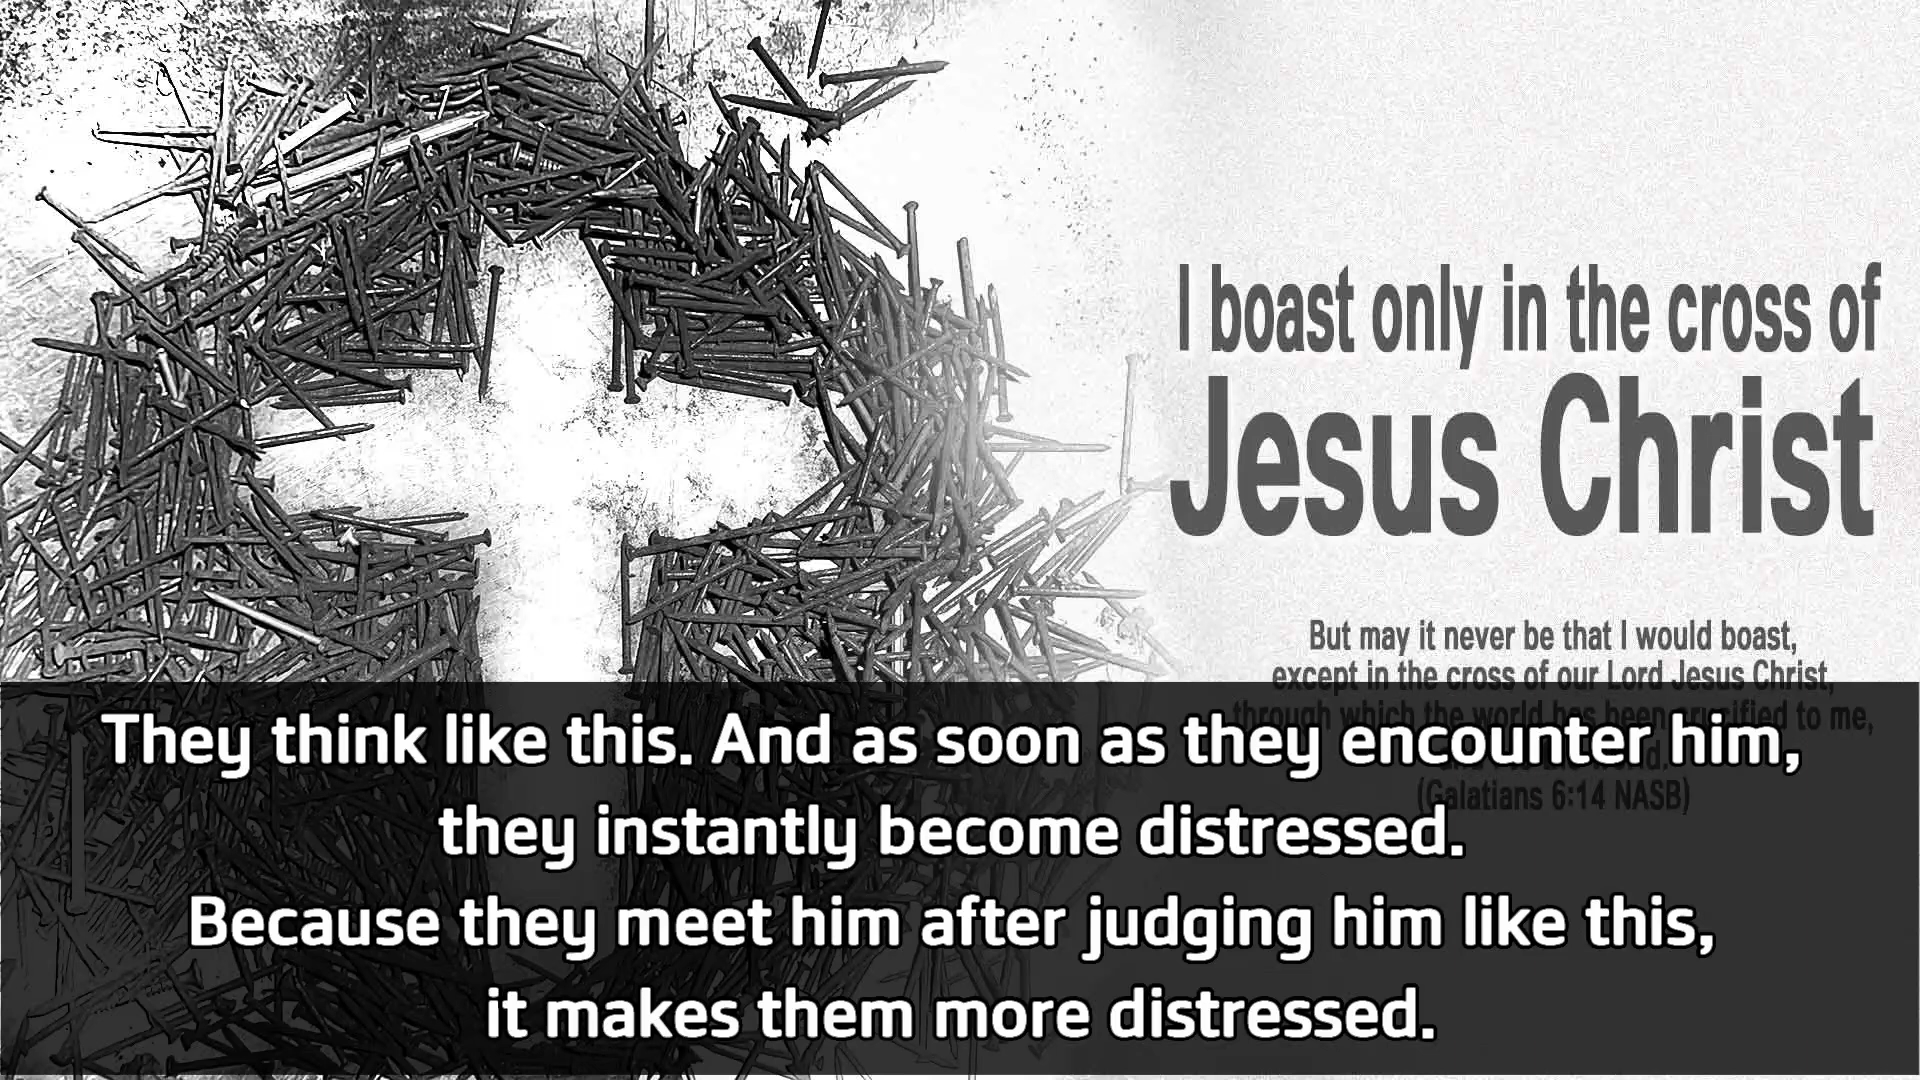 I boast only in the cross of
Jesus Christ
But may it never be that I would boast,
except in the cross of our Lord Jesus Christ,
through which the world has been crucified to me,
(Galatians 6:14 NASB)
They think like this. And as soon as they encounter him,
they instantly become distressed.
Because they meet him after judging him like this,
it makes them more distressed.